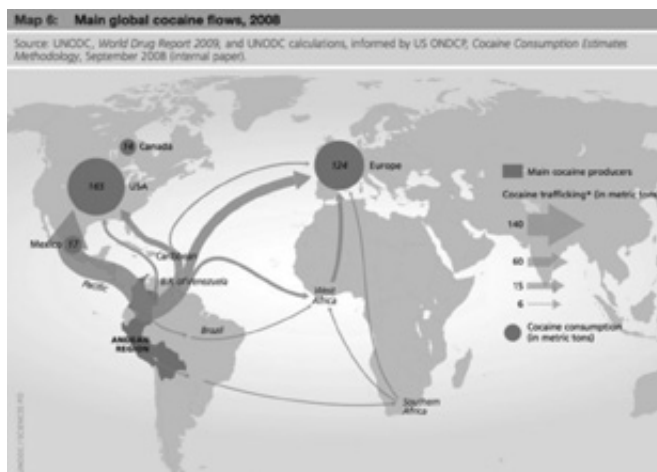 Map 6: Main global cocaine flows, 2008
Source: UNODC, World Drug Report 2009, and UNODC calculations, informed by US ONDCP, Cocaine Consumption Estimates
Methodology, September 2008 (internal paper).
14 Canada
165
USA
124
Europe
Mexico 17
Caribbean
Pacific
B.R. of Venezuela
West
Africa
Brazil
ANDEAN
REGION
Southern
Africa
Main cocaine producers
Cocaine trafficking* (in metric tons)
140
60
15
6
Cocaine consumption
(in metric tons)